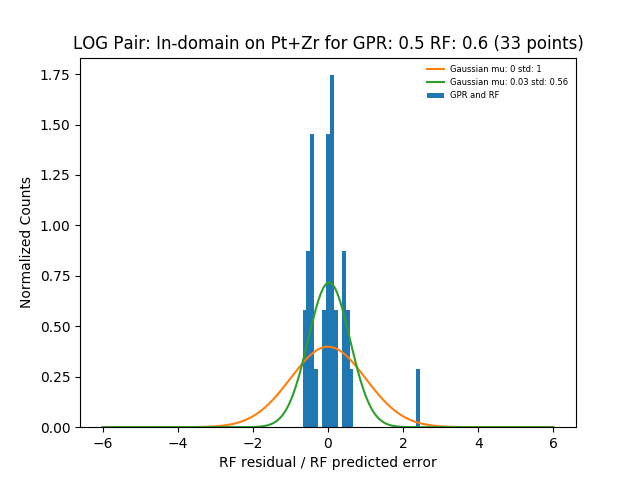 LOG Pair: In-domain on Pt+Zr for GPR: 0.5 RF: 0.6 (33 points)
Gaussian mu: 0 std: 1
Gaussian mu: 0.03 std: 0.56
GPR and RF
1.75
1.50
1.25
1.00
0.75
0.50
0.25
0.00
Normalized Counts
−6 −4 −2 0 2 4 6
RF residual / RF predicted error